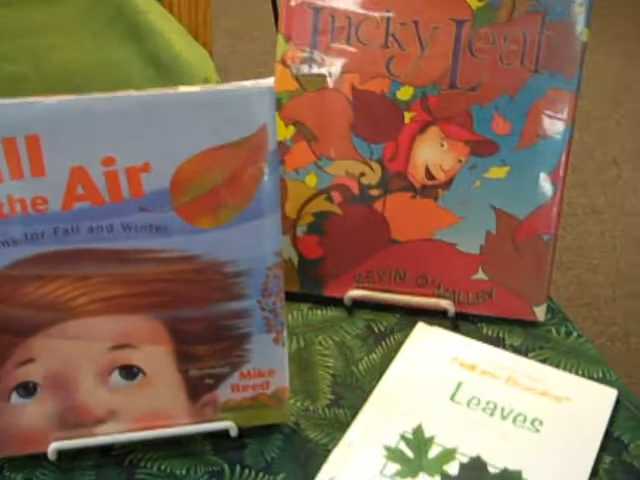 Lucky Leaf
KEVIN O'MALLEY
ll
the Air
ms for Fall and Winter
Mike
Reed
Leaves